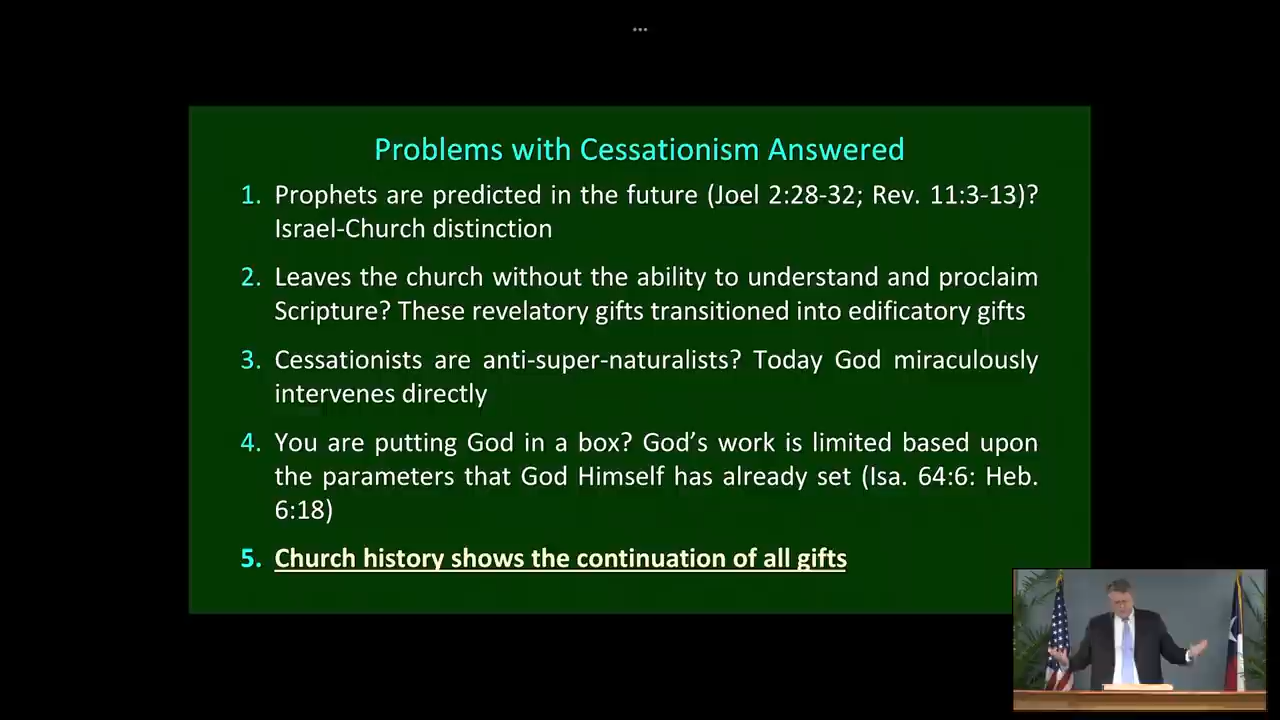 ...
Problems with Cessationism Answered
1. Prophets are predicted in the future (Joel 2:28-32; Rev. 11:3-13)?
Israel-Church distinction
2. Leaves the church without the ability to understand and proclaim
Scripture? These revelatory gifts transitioned into edificatory gifts
3. Cessationists are anti-super-naturalists? Today God miraculously
intervenes directly
4. You are putting God in a box? God’s work is limited based upon
the parameters that God Himself has already set (Isa. 64:6: Heb.
6:18)
5. Church history shows the continuation of all gifts